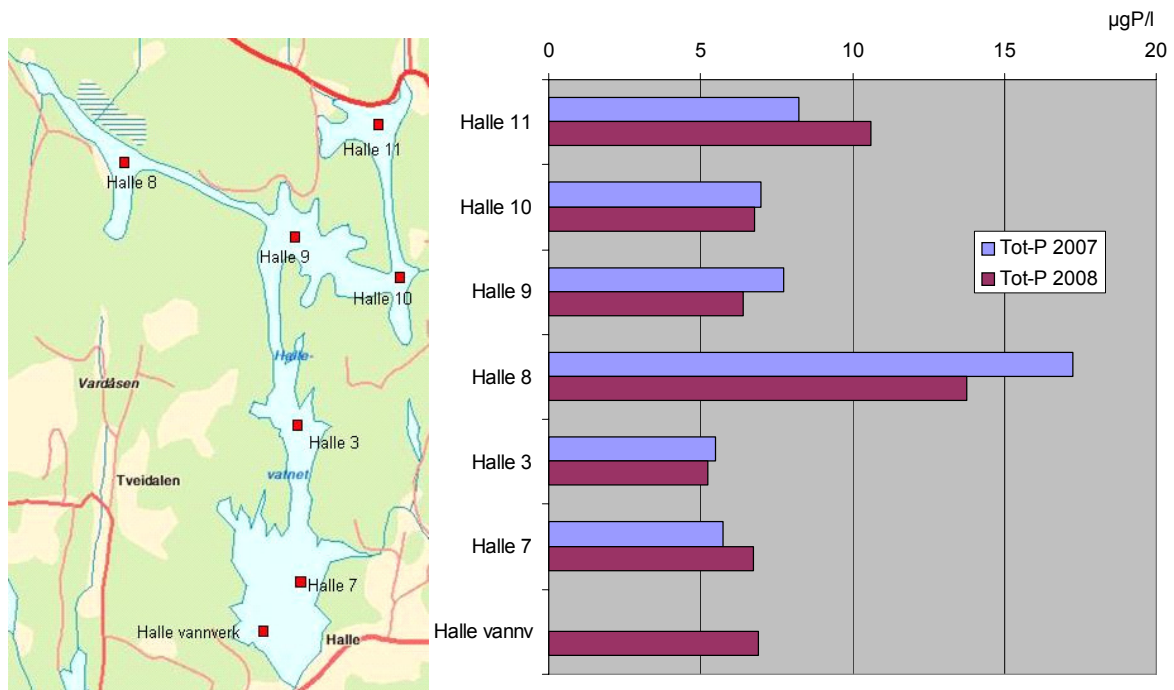 Halle 11
Halle 8
Halle 9
Halle 10
Halle-
Vardåsen
Halle 3
vatnet
Tveidalen
Halle 7
Halle vannverk
Halle
µgP/l
0 5 10 15 20
Halle 11
Halle 10
Halle 9
Halle 8
Halle 3
Halle 7
Halle vannv
Tot-P 2007
Tot-P 2008